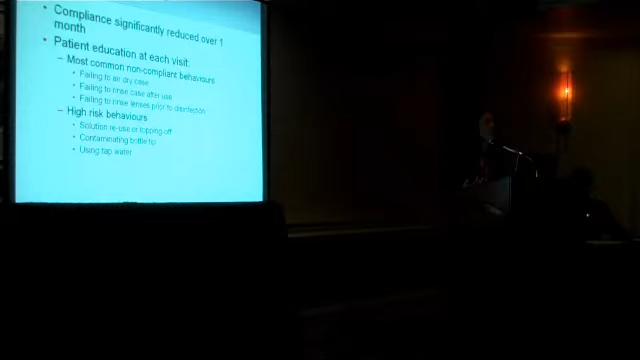 • Compliance significantly reduced over 1
month
• Patient education at each visit:
– Most common non-compliant behaviours
• Failing to air dry case
• Failing to rinse case after use
• Failing to rinse lenses prior to disinfection
– High risk behaviours
• Solution re-use or topping off
• Contaminating bottle tip
• Using tap water